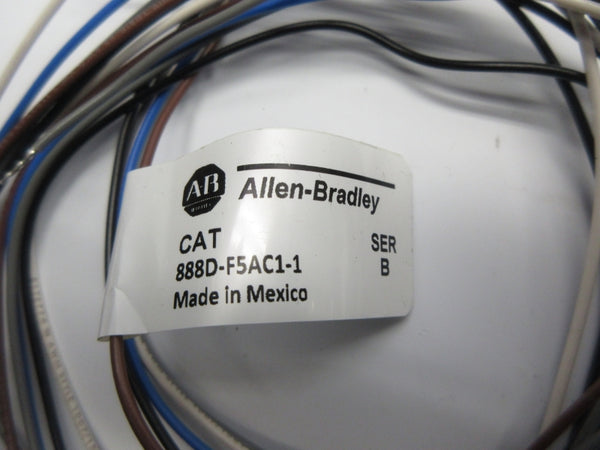 AB
Allen-Bradley
CAT
SER
888D-F5AC1-1
B
Made in Mexico